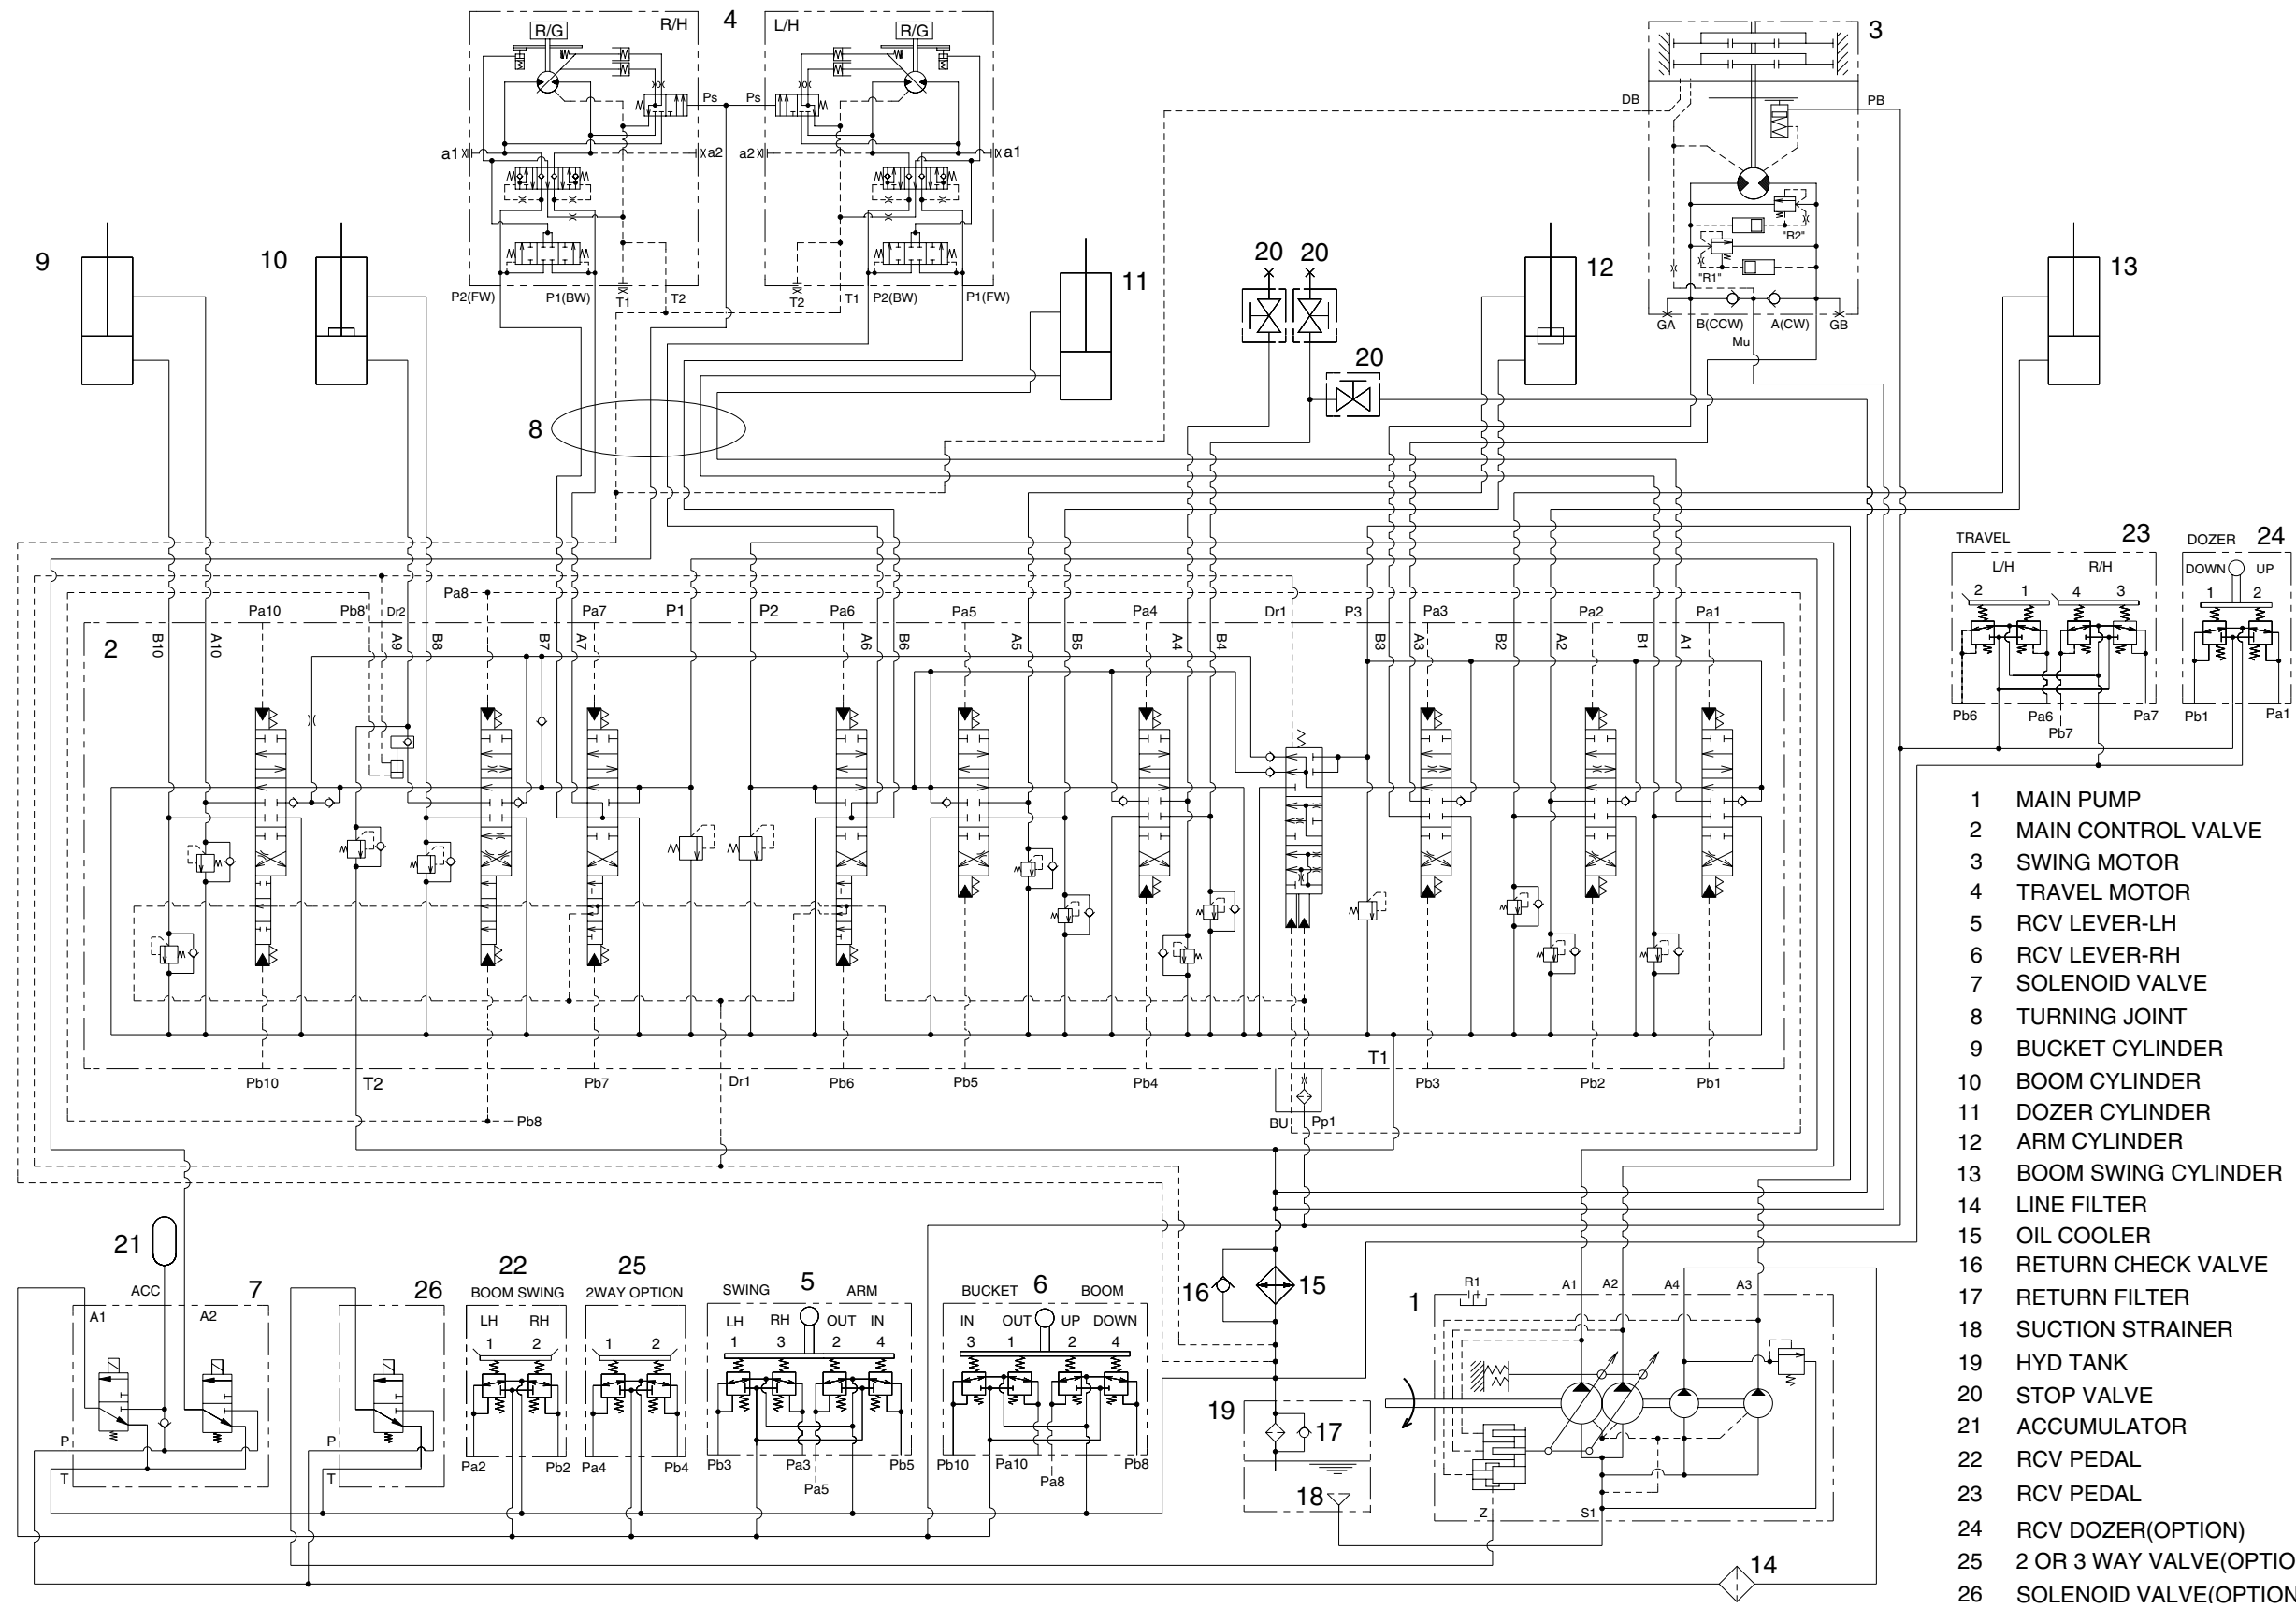 R/H 4 L/H
R/G R/G
3
Ps Ps
DB PB
a1 a2 a2 a1
"R2"
"R1"
9 10 11 20 20 12 13
P2(FW) P1(BW) T1 T2 T2 T1 P2(BW) P1(FW)
GA B(CCW) A(CW) GB
Mu
20
8
TRAVEL 23 DOZER 24
L/H R/H DOWN UP
2 1 4 3 1 2
Pb6 Pa6 Pa7 Pb1 Pa1
Pb7
Pa8
Pa10 Pb8' Dr2 Pa7 P1 P2 Pa6 Pa5 Pa4 Dr1 P3 Pa3 Pa2 Pa1
2 B10 A10 A9 B8 B7 A7 A6 B6 A5 B5 A4 B4 B3 A3 B2 A2 B1 A1
T1
Pb10 T2 Pb7 Dr1 Pb6 Pb5 Pb4 Pb3 Pb2 Pb1
Pb8 BU Pp1
21 ACC 7 26
A1 A2
P
T
P
T
22
BOOM SWING
LH RH
1 2
Pa2 Pb2
25
2WAY OPTION
1 2
Pa4 Pb4
5
SWING ARM
LH RH OUT IN
1 3 2 4
Pb3 Pa3 Pb5
Pa5
6
BUCKET BOOM
IN OUT UP DOWN
3 1 2 4
Pb10 Pa10 Pb8
Pa8
16 15
19 17
18
1 R1 A1 A2 A4 A3
Z S1
14
1 MAIN PUMP
2 MAIN CONTROL VALVE
3 SWING MOTOR
4 TRAVEL MOTOR
5 RCV LEVER-LH
6 RCV LEVER-RH
7 SOLENOID VALVE
8 TURNING JOINT
9 BUCKET CYLINDER
10 BOOM CYLINDER
11 DOZER CYLINDER
12 ARM CYLINDER
13 BOOM SWING CYLINDER
14 LINE FILTER
15 OIL COOLER
16 RETURN CHECK VALVE
17 RETURN FILTER
18 SUCTION STRAINER
19 HYD TANK
20 STOP VALVE
21 ACCUMULATOR
22 RCV PEDAL
23 RCV PEDAL
24 RCV DOZER(OPTION)
25 2 OR 3 WAY VALVE(OPTIO
26 SOLENOID VALVE(OPTION